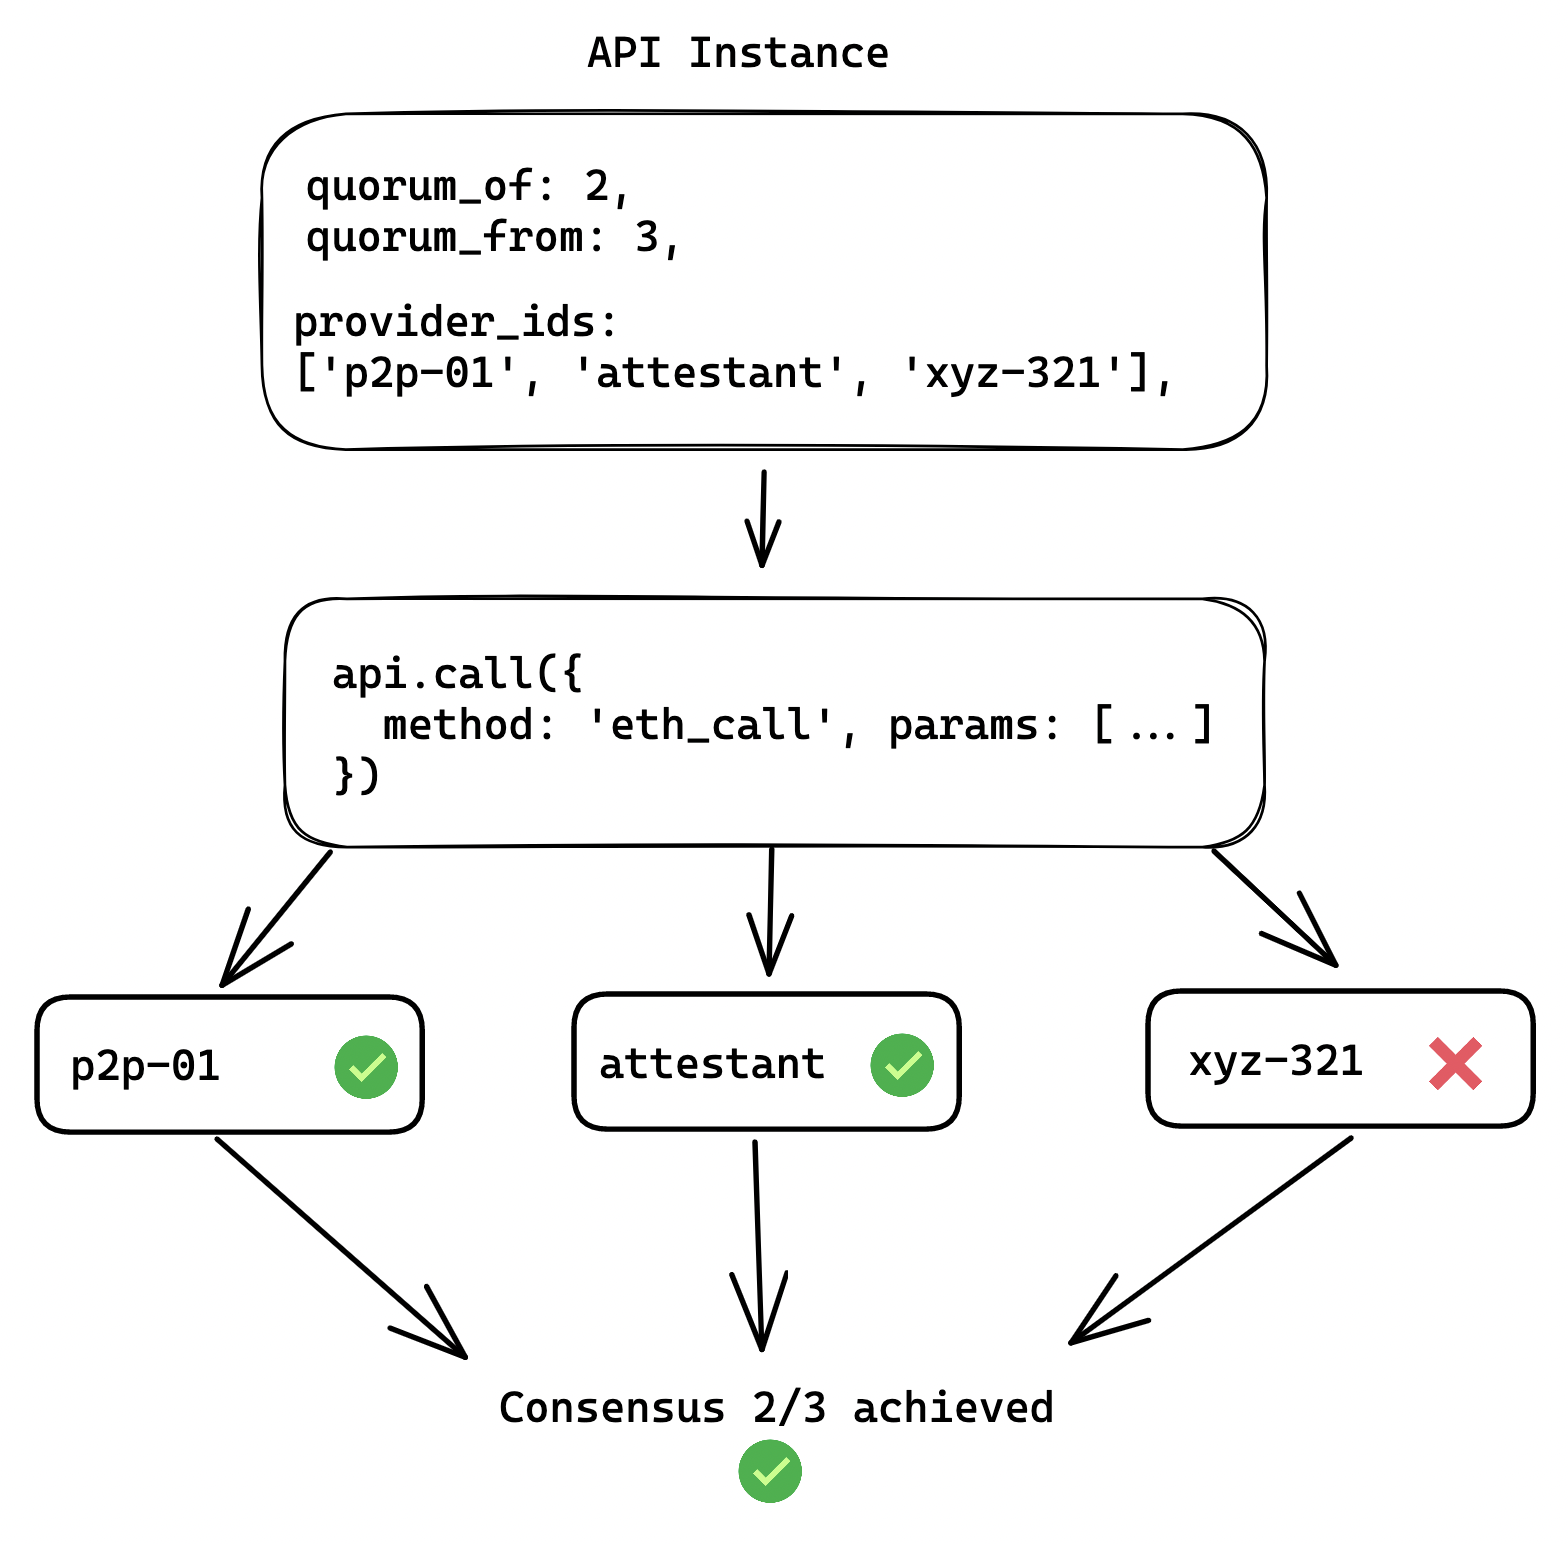 API Instance
quorum_of: 2,
quorum_from: 3,
provider_ids:
['p2p-01', 'attestant', 'xyz-321'],
api.call({
  method: 'eth_call', params: [...]
})
p2p-01
attestant
xyz-321
Consensus 2/3 achieved